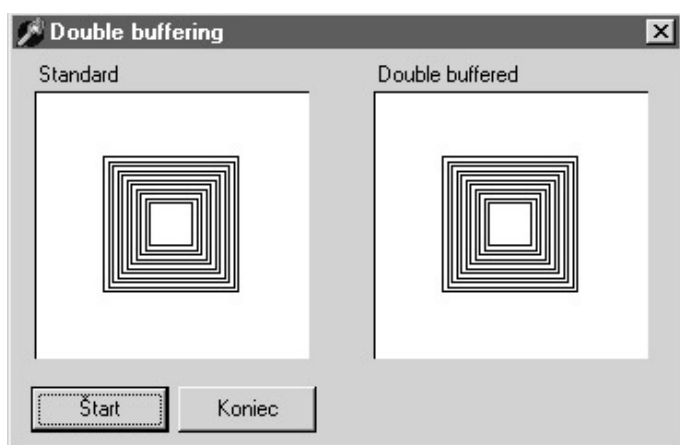 Double buffering
Standard
Double buffered
Štart
Koniec